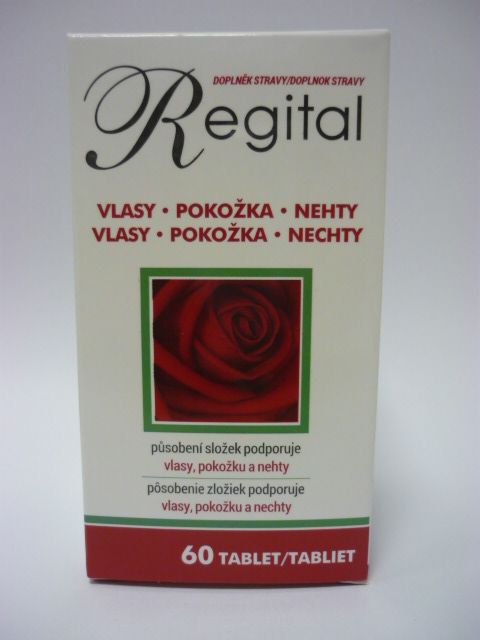 DOPLNĚK STRAVY/DOPLNOK STRAVY
Regital
VLASY • POKOŽKA • NEHTY
VLASY • POKOŽKA • NECHTY
působení složek podporuje
vlasy, pokožku a nehty
pôsobenie zložiek podporuje
vlasy, pokožku a nechty
60 TABLET/TABLIET